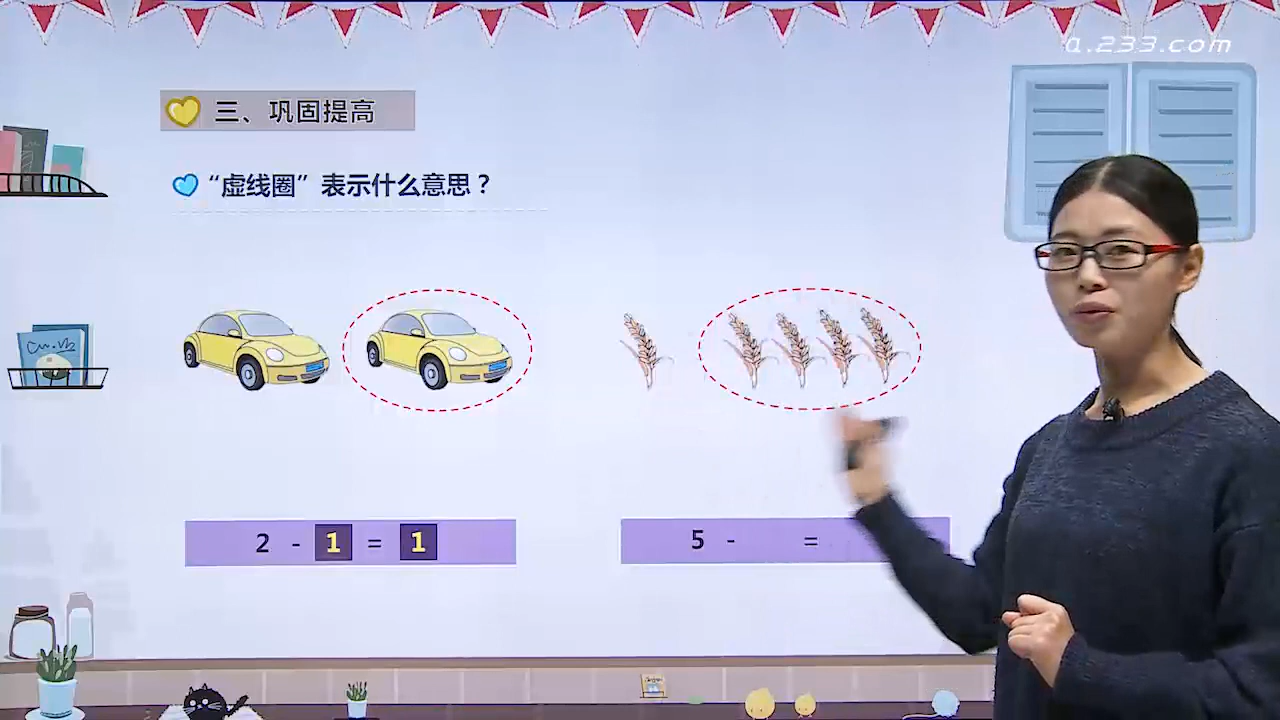 a.233.com
三、巩固提高
“虚线圈”表示什么意思？
2 - 1 = 1
5 -   =